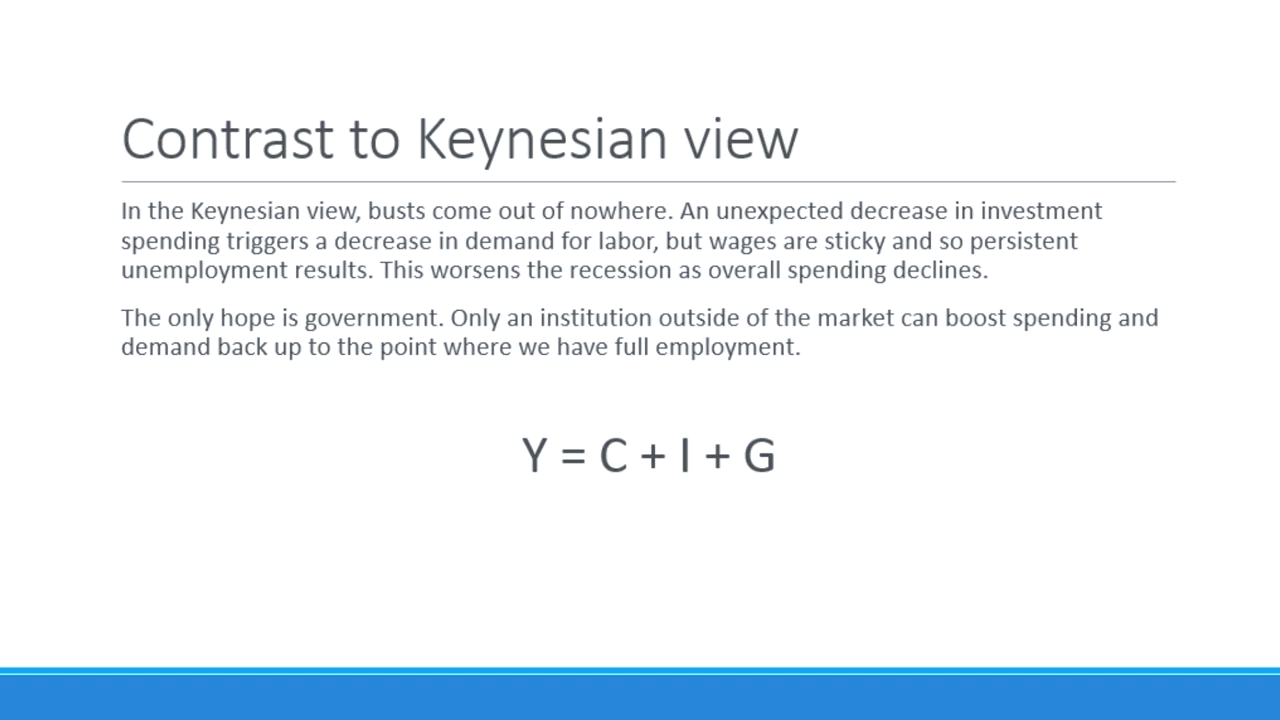 Contrast to Keynesian view
In the Keynesian view, busts come out of nowhere. An unexpected decrease in investment
spending triggers a decrease in demand for labor, but wages are sticky and so persistent
unemployment results. This worsens the recession as overall spending declines.
The only hope is government. Only an institution outside of the market can boost spending and
demand back up to the point where we have full employment.
Y = C + I + G